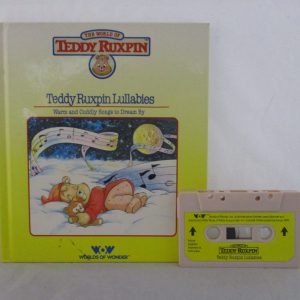 THE WORLD OF
TEDDY RUXPIN
Teddy Ruxpin Lullabies
Warm and Cuddly Songs to Dream By
WOW
WORLDS OF WONDER
WOW
TEDDY RUXPIN
Teddy Ruxpin Lullabies